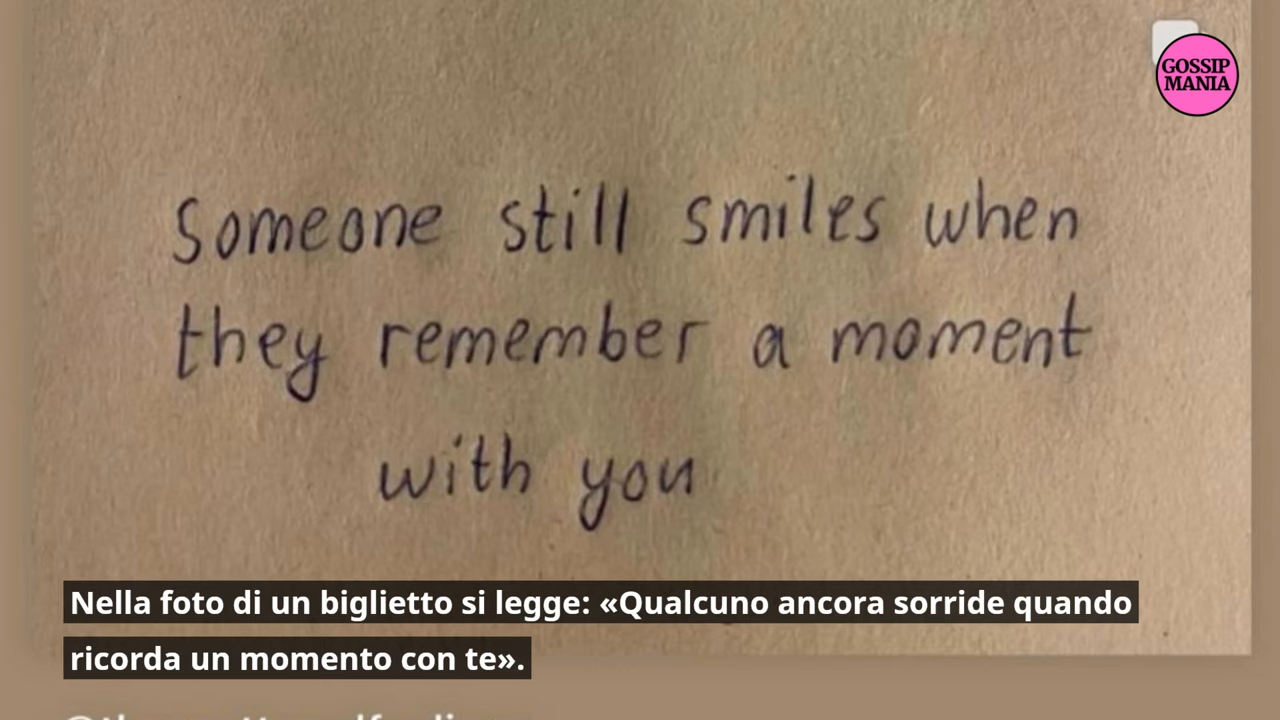 GOSSIP
MANIA
Someone still smiles when
they remember a moment
with you
Nella foto di un biglietto si legge: «Qualcuno ancora sorride quando
ricorda un momento con te».